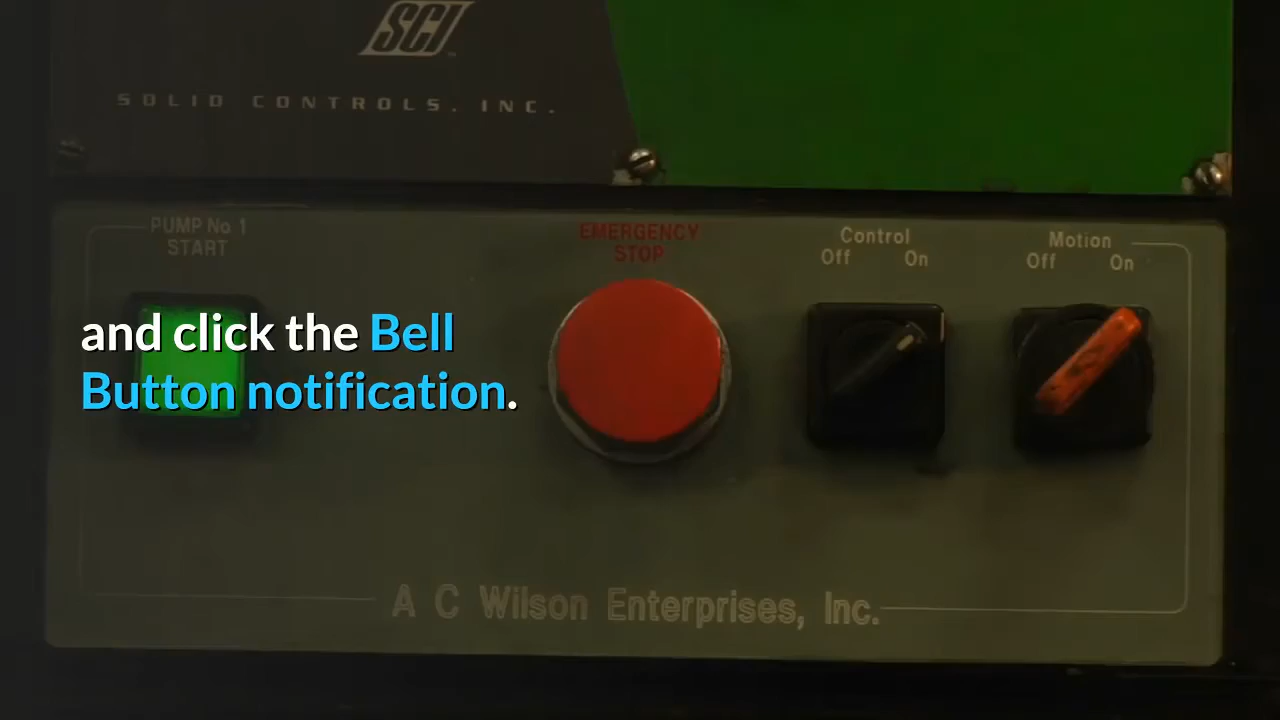 SCI
SOLID CONTROLS, INC.
PUMP No 1
START
EMERGENCY
STOP
Control
Off On
Motion
Off On
and click the Bell
Button notification.
A C Wilson Enterprises, Inc.